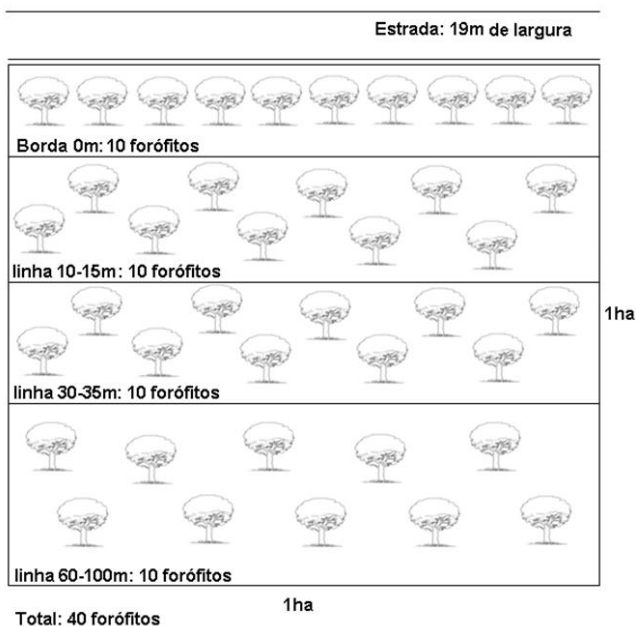 Estrada: 19m de largura
Borda 0m: 10 forófitos
linha 10-15m: 10 forófitos
linha 30-35m: 10 forófitos
1ha
linha 60-100m: 10 forófitos
1ha
Total: 40 forófitos